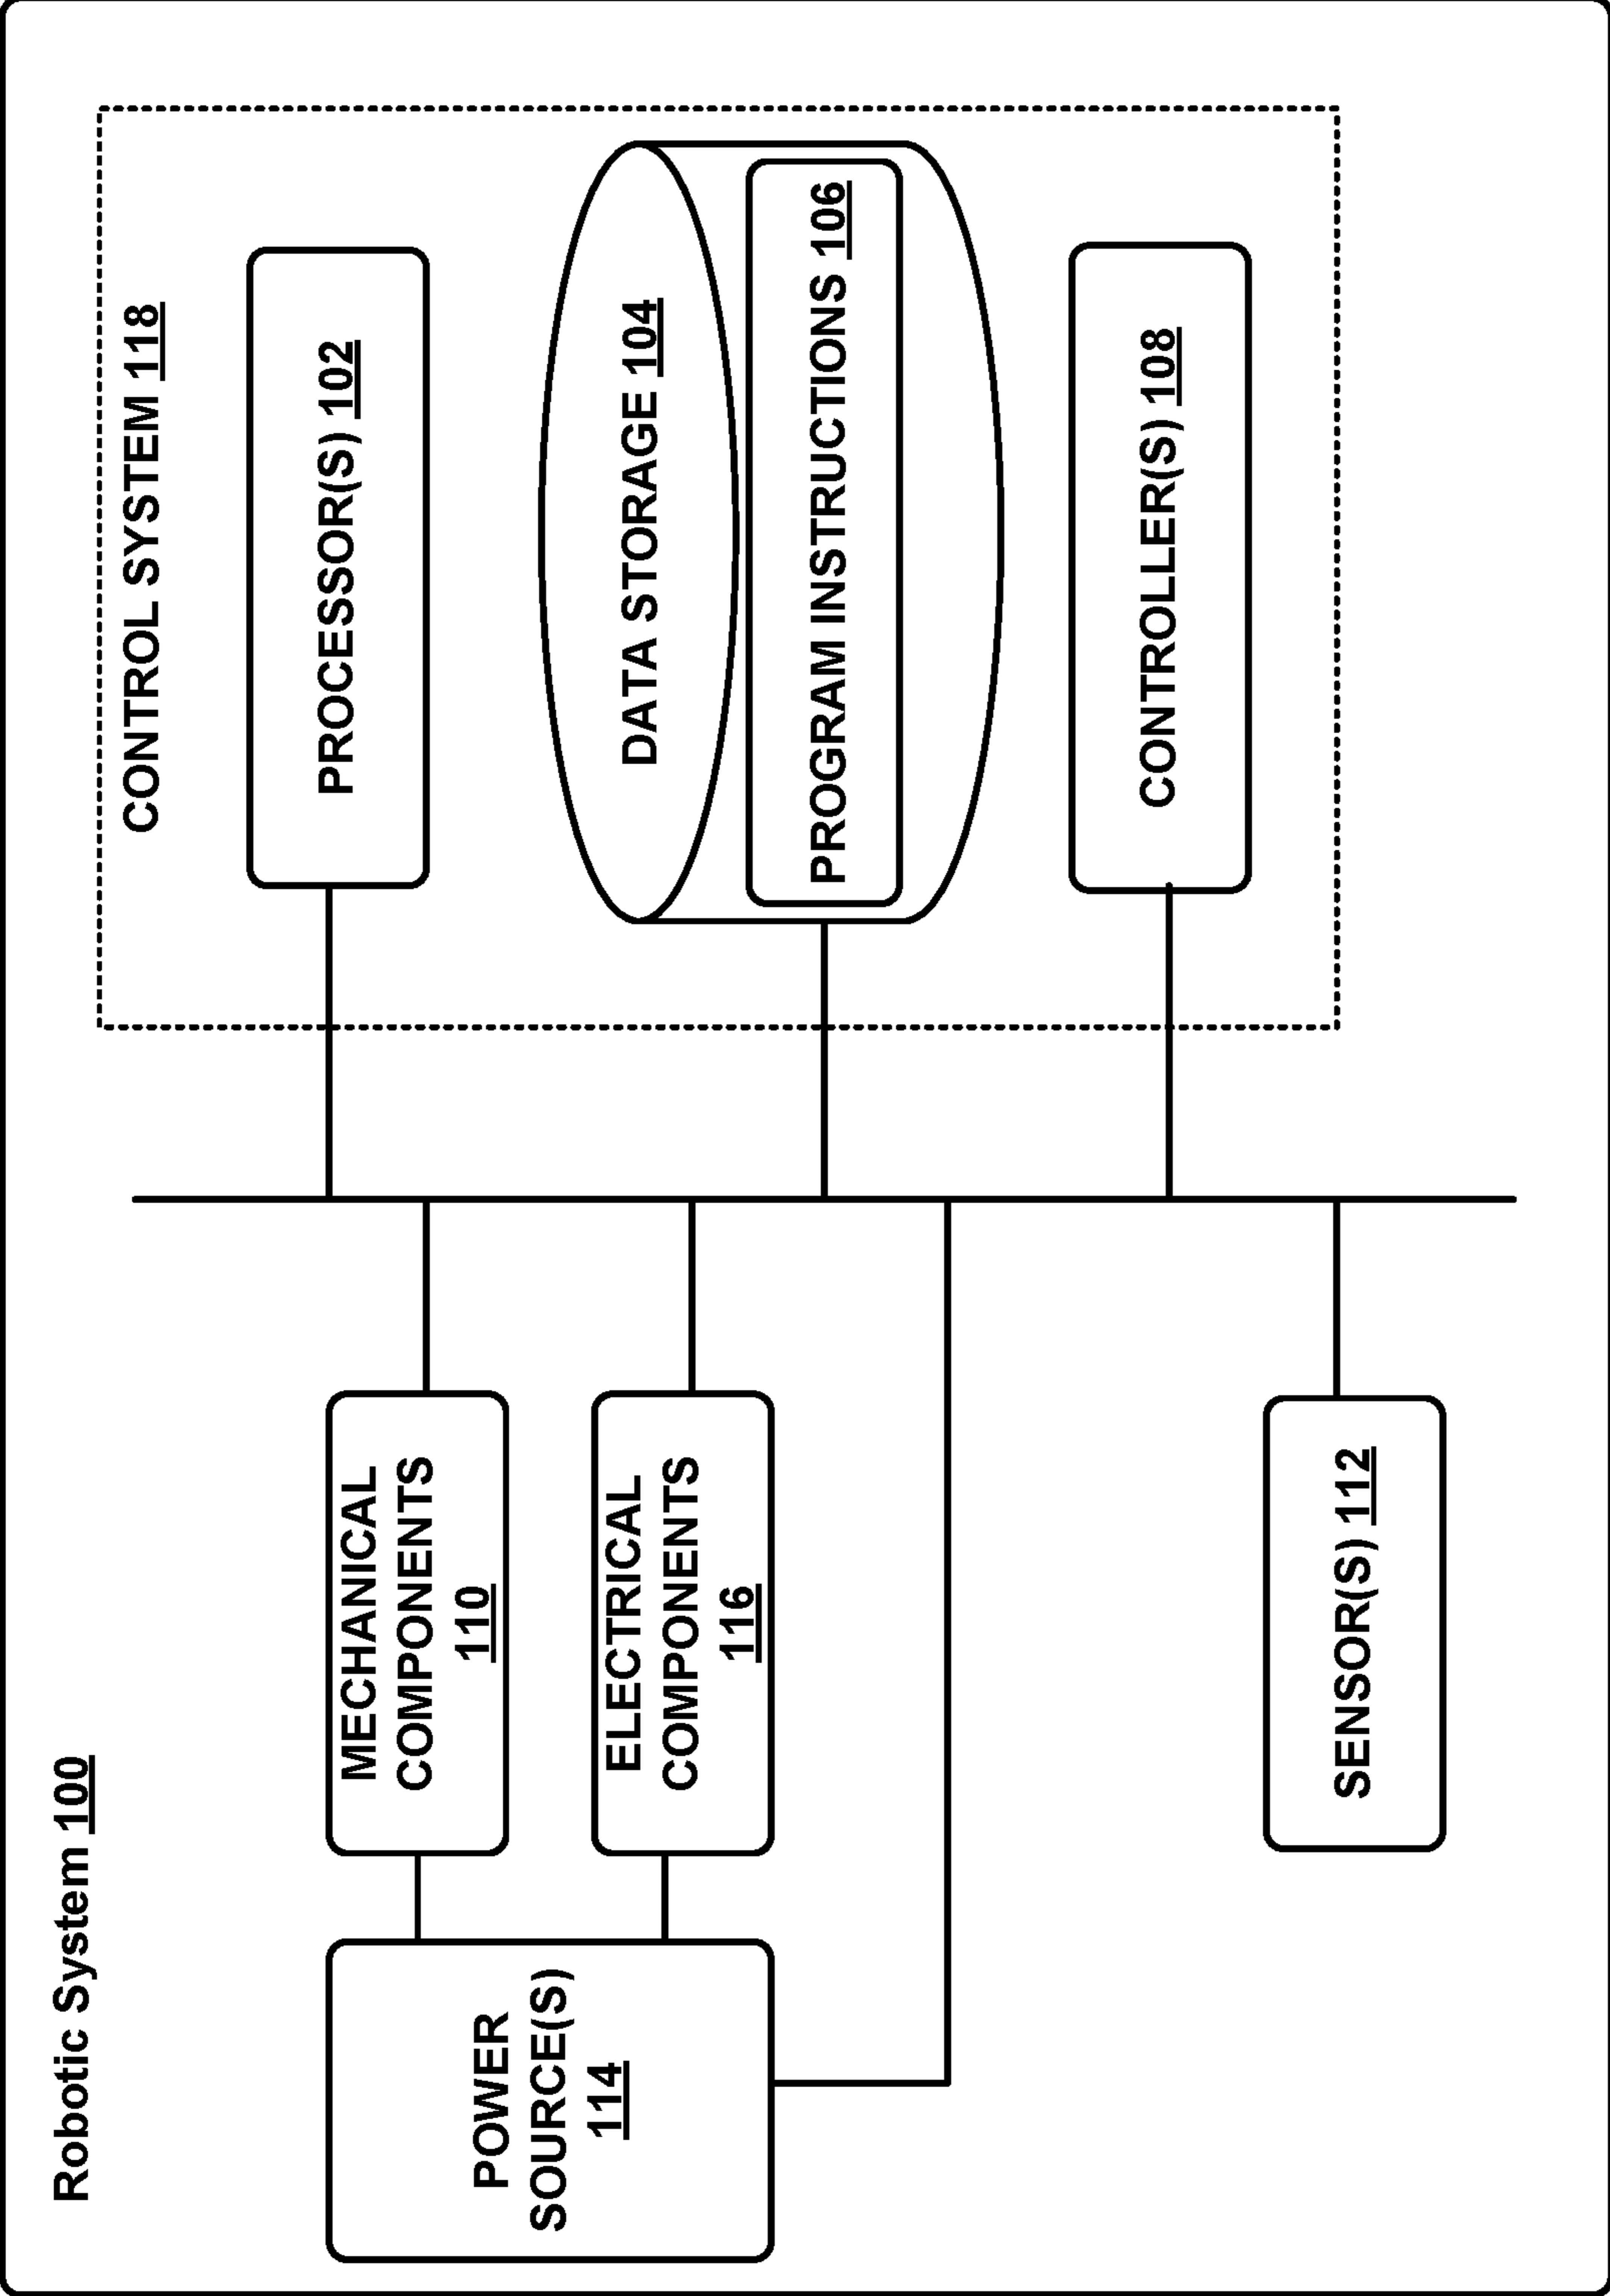 Robotic System 100
CONTROL SYSTEM 118
PROCESSOR(S) 102
DATA STORAGE 104
PROGRAM INSTRUCTIONS 106
CONTROLLER(S) 108
POWER
SOURCE(S)
114
MECHANICAL
COMPONENTS
110
ELECTRICAL
COMPONENTS
116
SENSOR(S) 112